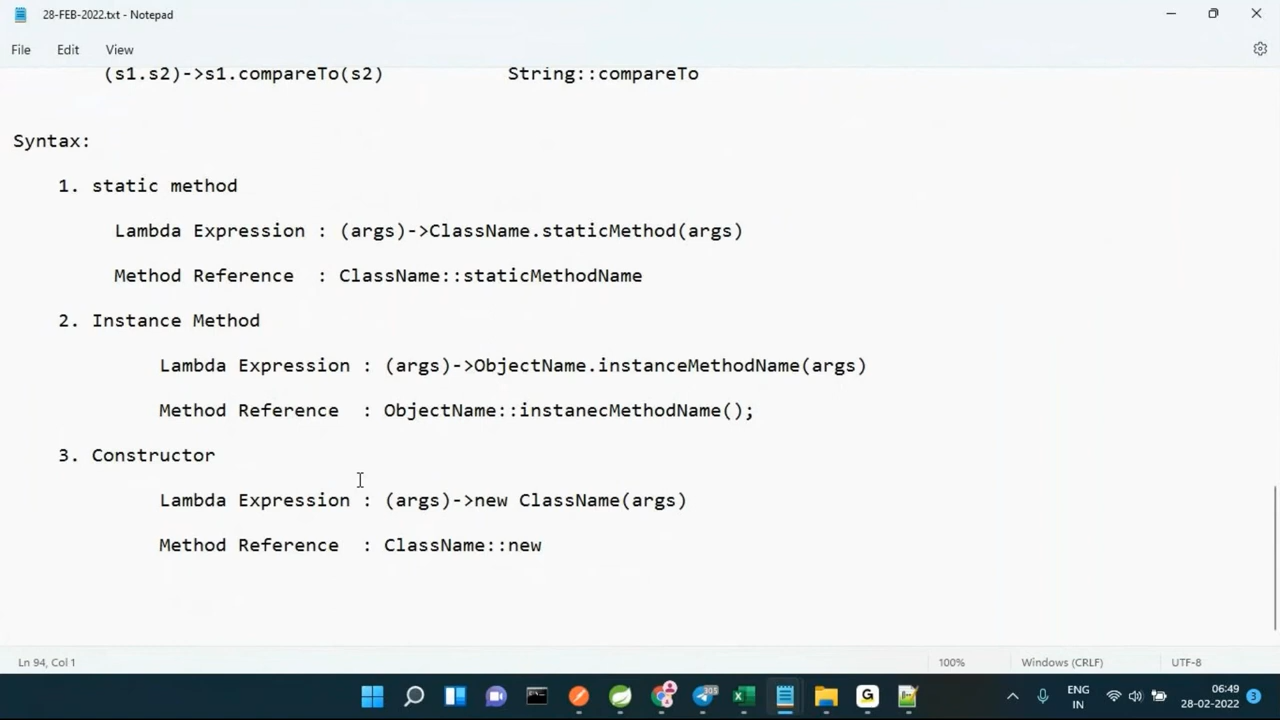 28-FEB-2022.txt - Notepad
File Edit View
(s1.s2)->s1.compareTo(s2) String::compareTo
Syntax:
1. static method
Lambda Expression : (args)->ClassName.staticMethod(args)
Method Reference : ClassName::staticMethodName
2. Instance Method
Lambda Expression : (args)->ObjectName.instanceMethodName(args)
Method Reference : ObjectName::instanecMethodName();
3. Constructor
Lambda Expression : (args)->new ClassName(args)
Method Reference : ClassName::new
Ln 94, Col 1 100% Windows (CRLF) UTF-8
305 G ENG IN 06:49 28-02-2022 3